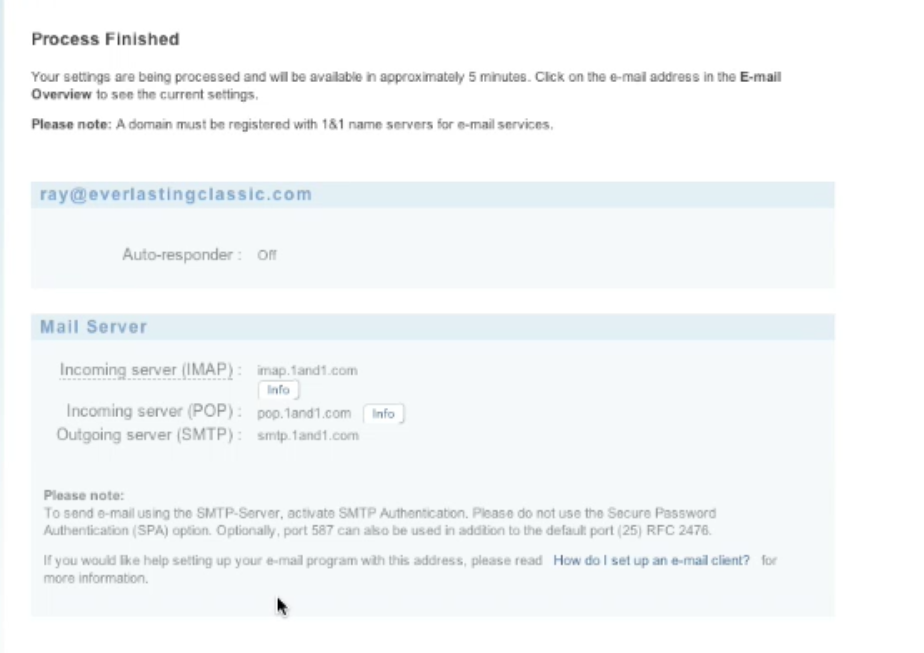 Process Finished
Your settings are being processed and will be available in approximately 5 minutes. Click on the e-mail address in the E-mail
Overview to see the current settings.
Please note: A domain must be registered with 1&1 name servers for e-mail services.
ray@everlastingclassic.com
Auto-responder : Off
Mail Server
Incoming server (IMAP) : imap.1and1.com
Info
Incoming server (POP) : pop.1and1.com Info
Outgoing server (SMTP) : smtp.1and1.com
Please note:
To send e-mail using the SMTP-Server, activate SMTP Authentication. Please do not use the Secure Password
Authentication (SPA) option. Optionally, port 587 can also be used in addition to the default port (25) RFC 2476.
If you would like help setting up your e-mail program with this address, please read How do I set up an e-mail client? for
more information.